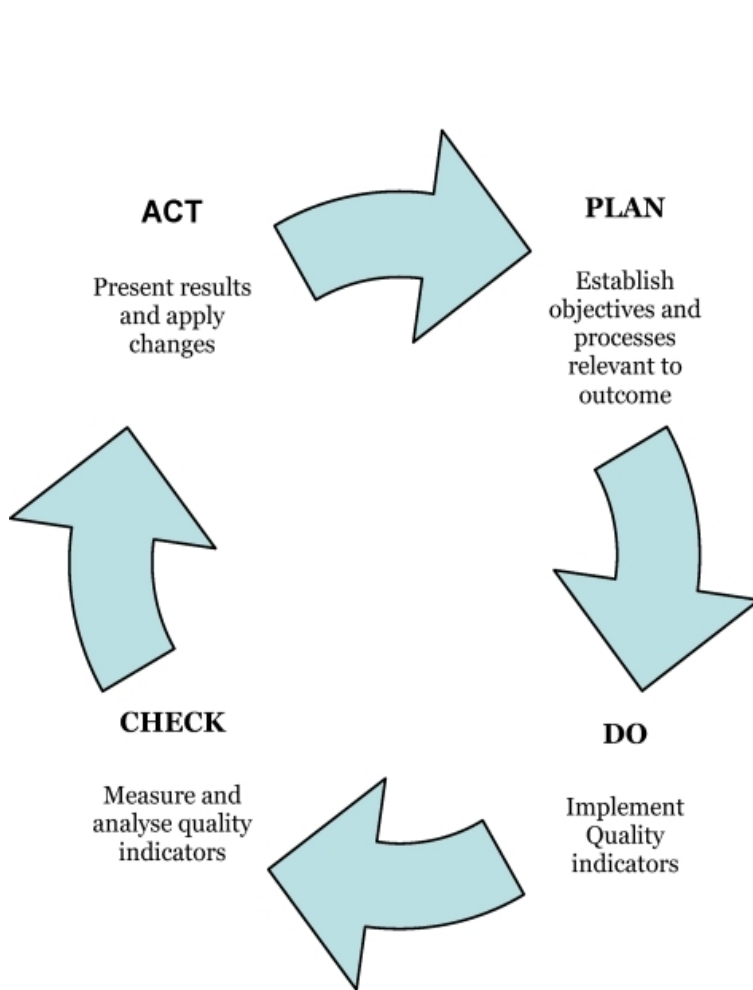 ACT
Present results
and apply
changes
PLAN
Establish
objectives and
processes
relevant to
outcome
CHECK
Measure and
analyse quality
indicators
DO
Implement
Quality
indicators